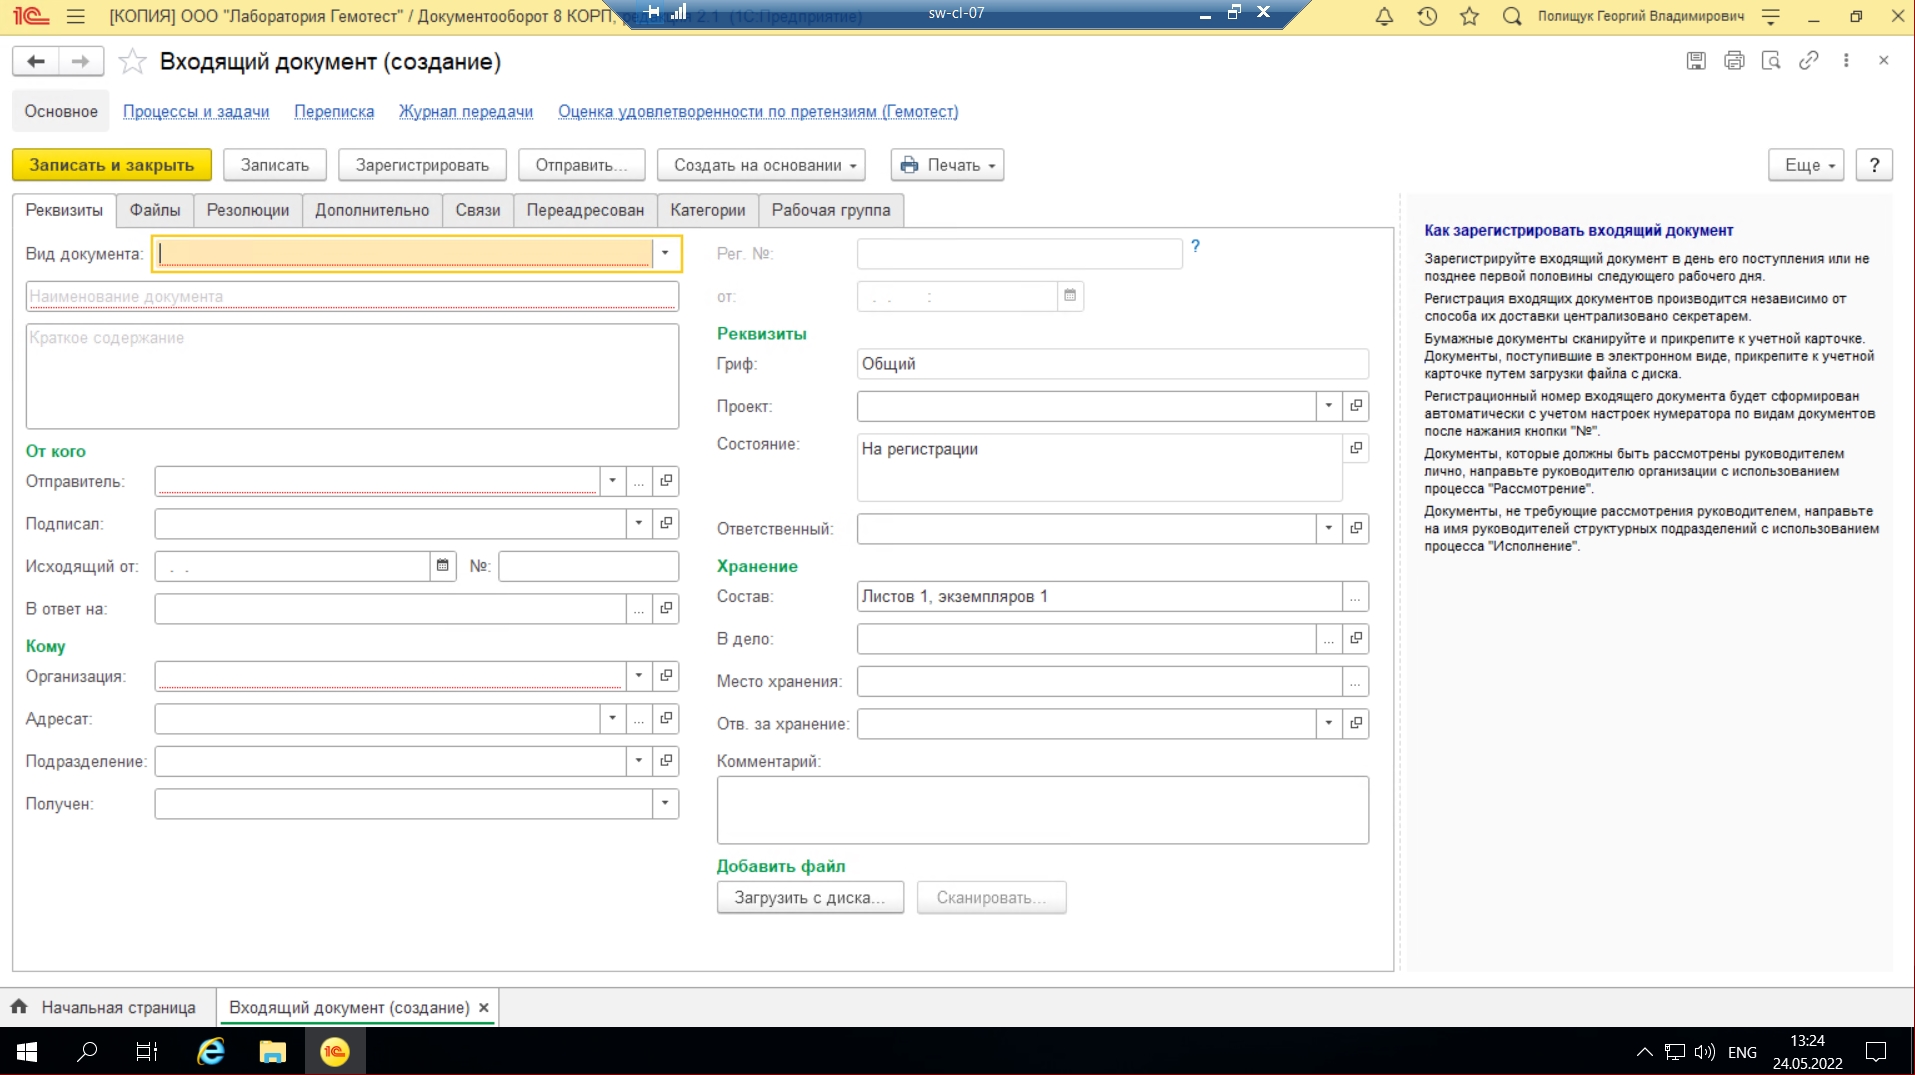 [КОПИЯ] ООО "Лаборатория Гемотест" / Документооборот 8 КОРП, редакция 2.1 (1С:Предприятие)
sw-cl-07
Полищук Георгий Владимирович
Входящий документ (создание)
Основное Процессы и задачи Переписка Журнал передачи Оценка удовлетворенности по претензиям (Гемотест)
Записать и закрыть Записать Зарегистрировать Отправить... Создать на основании Печать Еще ?
Реквизиты Файлы Резолюции Дополнительно Связи Переадресован Категории Рабочая группа
Вид документа:
Наименование документа
Краткое содержание
От кого
Отправитель:
Подписал:
Исходящий от: . . №:
В ответ на:
Кому
Организация:
Адресат:
Подразделение:
Получен:
Рег. №: ?
от: . . :
Реквизиты
Гриф: Общий
Проект:
Состояние: На регистрации
Ответственный:
Хранение
Состав: Листов 1, экземпляров 1
В дело:
Место хранения:
Отв. за хранение:
Комментарий:
Добавить файл
Загрузить с диска... Сканировать...
Как зарегистрировать входящий документ
Зарегистрируйте входящий документ в день его поступления или не
позднее первой половины следующего рабочего дня.
Регистрация входящих документов производится независимо от
способа их доставки централизовано секретарем.
Бумажные документы сканируйте и прикрепите к учетной карточке.
Документы, поступившие в электронном виде, прикрепите к учетной
карточке путем загрузки файла с диска.
Регистрационный номер входящего документа будет сформирован
автоматически с учетом настроек нумератора по видам документов
после нажания кнопки "№".
Документы, которые должны быть рассмотрены руководителем
лично, направьте руководителю организации с использованием
процесса "Рассмотрение".
Документы, не требующие рассмотрения руководителем, направьте
на имя руководителей структурных подразделений с использованием
процесса "Исполнение".
Начальная страница Входящий документ (создание)
ENG
13:24
24.05.2022